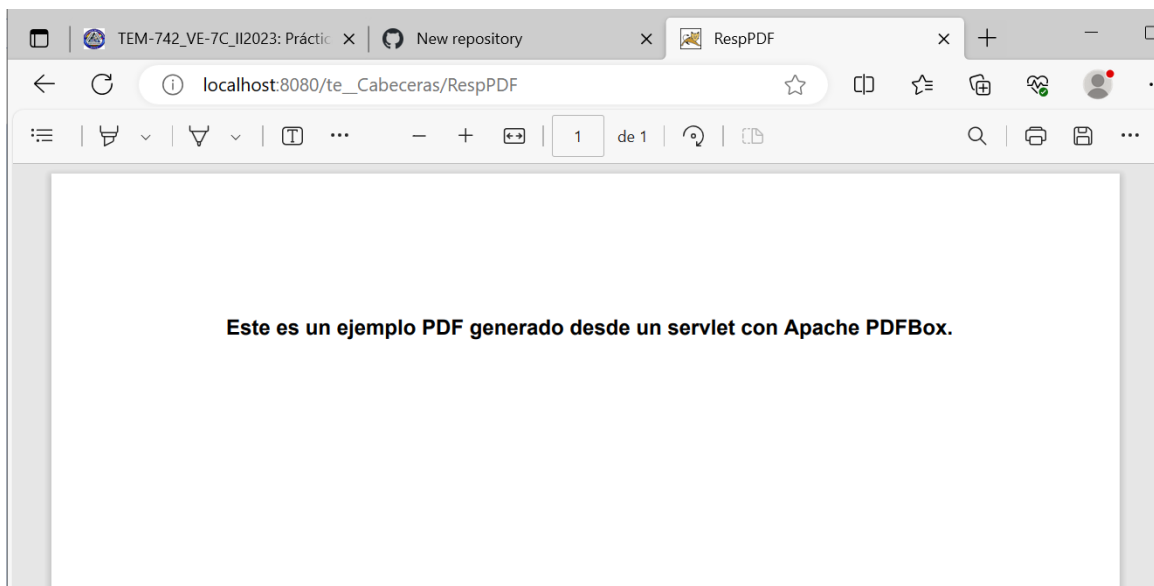 TEM-742_VE-7C_II2023: Práctic
New repository
RespPDF
localhost:8080/te__Cabeceras/RespPDF
1 de 1
Este es un ejemplo PDF generado desde un servlet con Apache PDFBox.